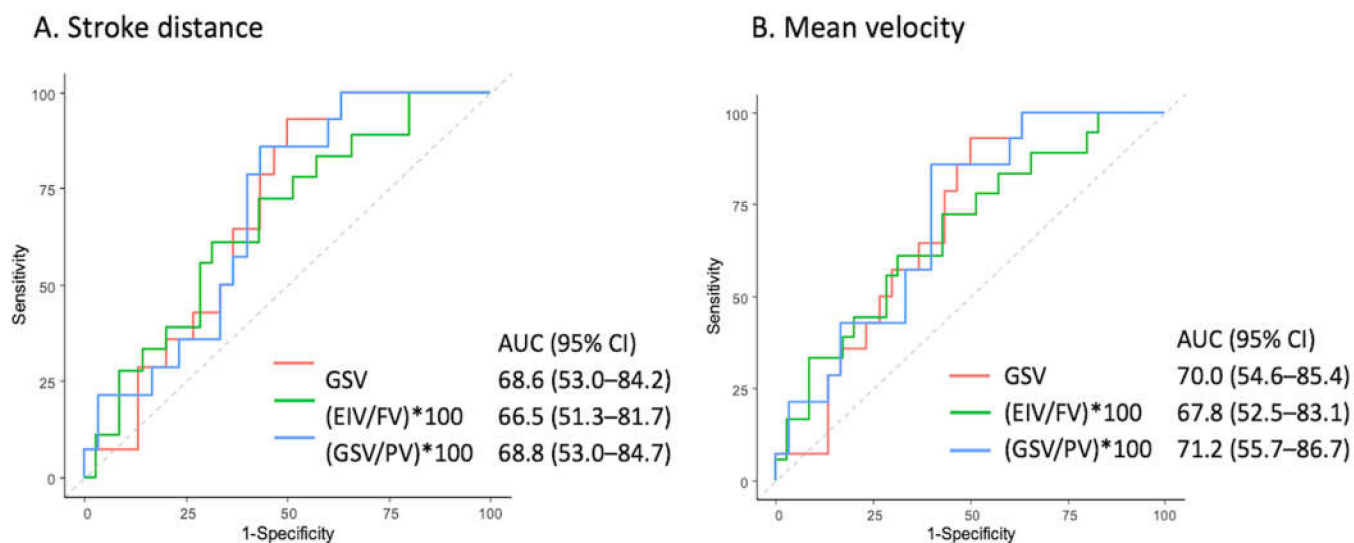 A. Stroke distance
100
75
50
25
0
Sensitivity
0 25 50 75 100
1-Specificity
AUC (95% CI)
GSV 68.6 (53.0–84.2)
(EIV/FV)*100 66.5 (51.3–81.7)
(GSV/PV)*100 68.8 (53.0–84.7)
B. Mean velocity
100
75
50
25
0
Sensitivity
0 25 50 75 100
1-Specificity
AUC (95% CI)
GSV 70.0 (54.6–85.4)
(EIV/FV)*100 67.8 (52.5–83.1)
(GSV/PV)*100 71.2 (55.7–86.7)